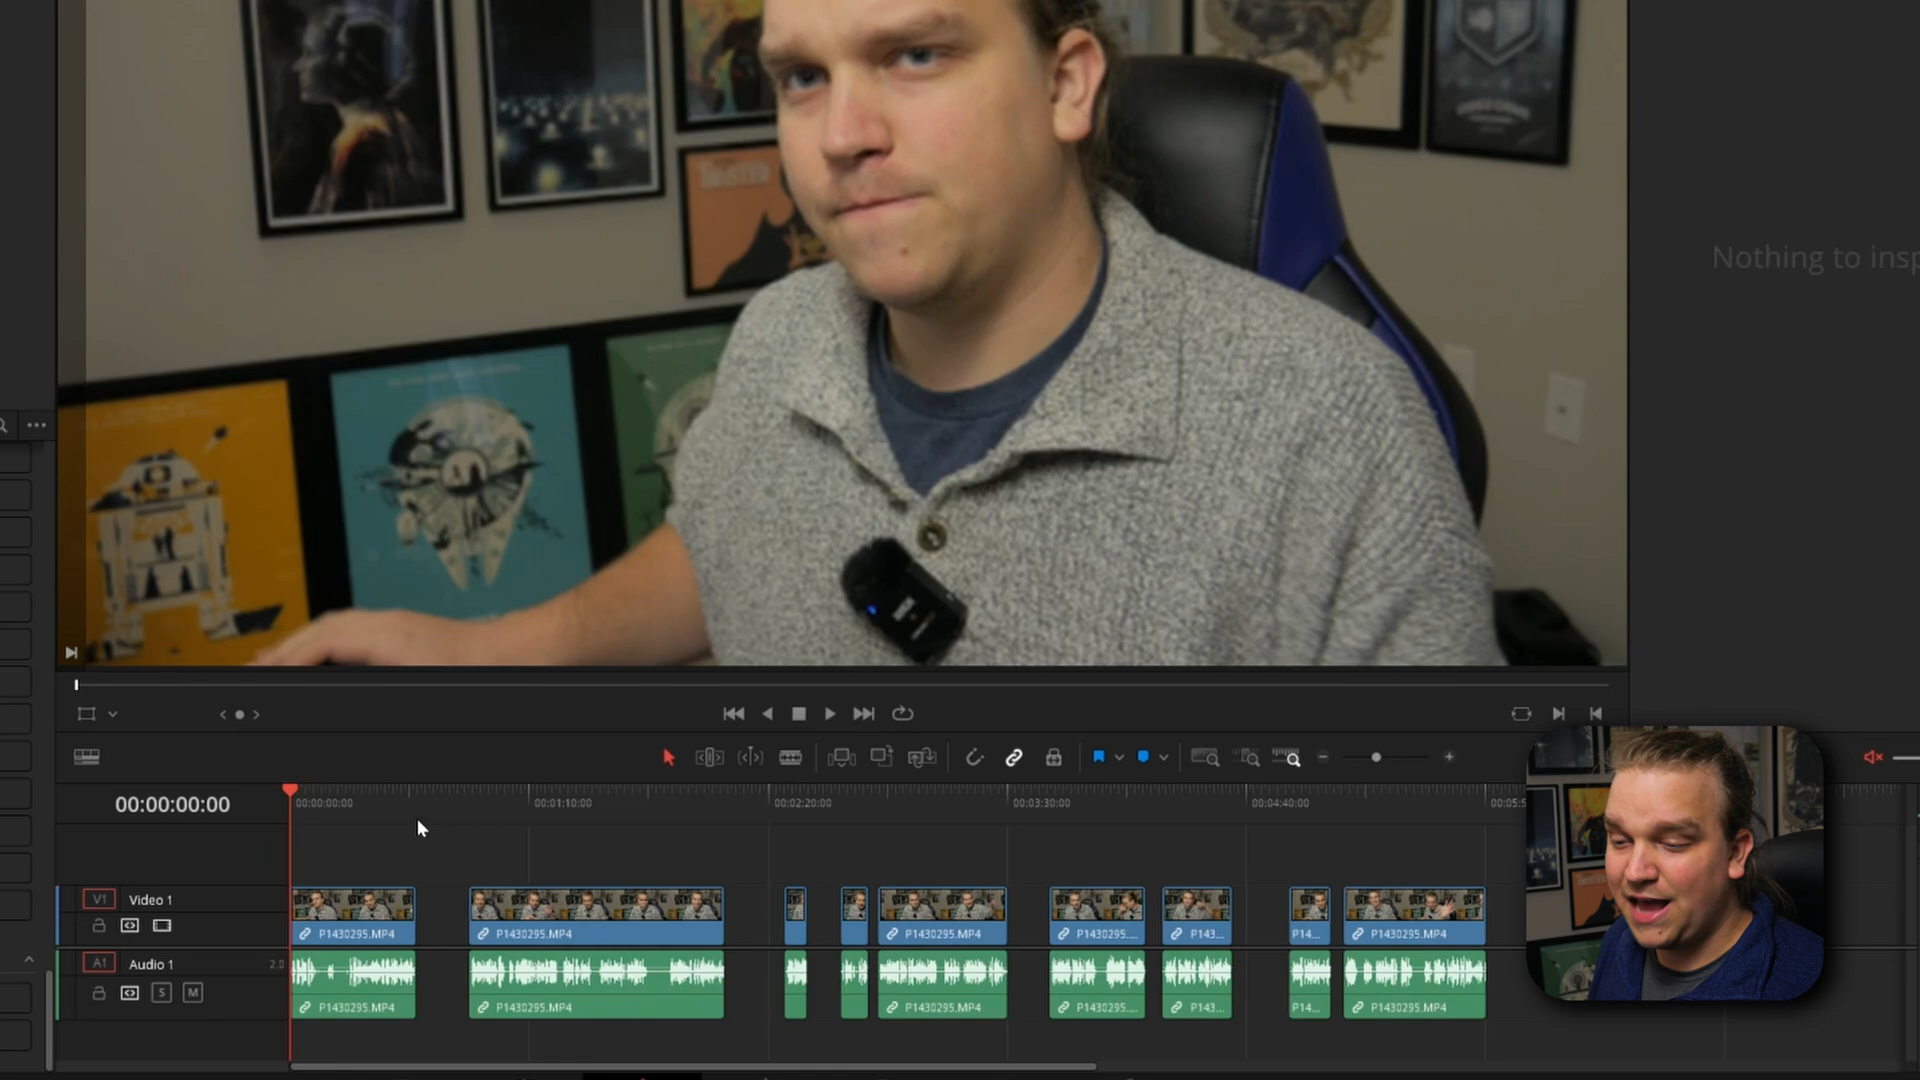 Nothing to insp
00:00:00:00
00:00:00:00
00:01:10:00
00:02:20:00
00:03:30:00
00:04:40:00
00:05:5
V1
Video 1
P1430295.MP4
P1430295.MP4
P1430295.MP4
P1430295....
P143...
P14...
P1430295.MP4
A1
Audio 1
2.0
S
M
P1430295.MP4
P1430295.MP4
P1430295.MP4
P1430295....
P143...
P14...
P1430295.MP4